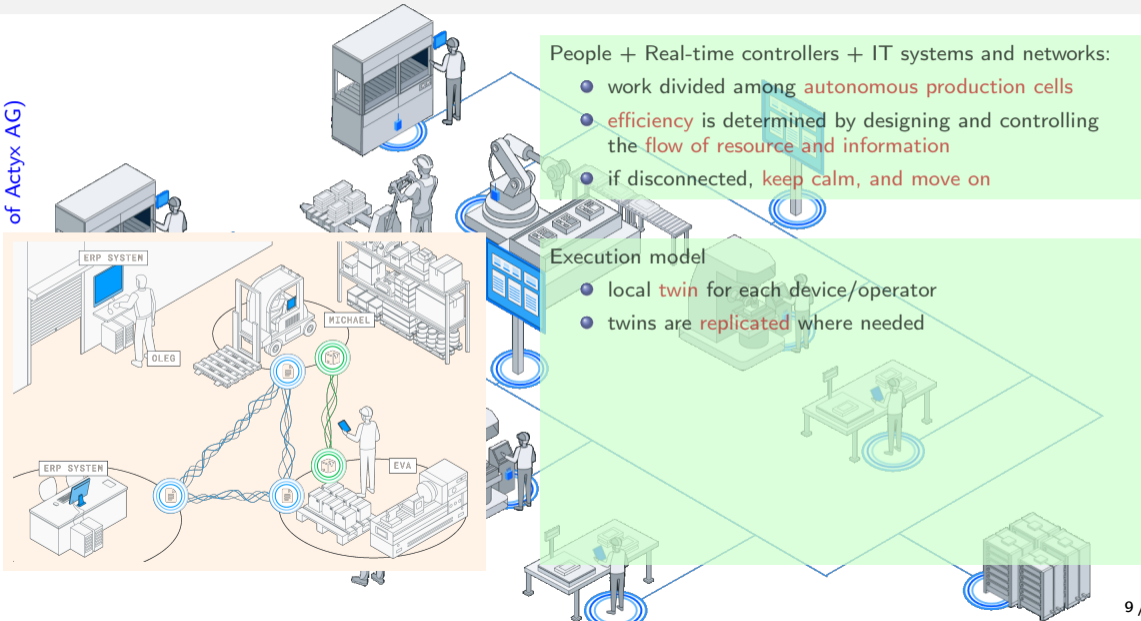 of Actyx AG)
People + Real-time controllers + IT systems and networks:
work divided among autonomous production cells
efficiency is determined by designing and controlling
the flow of resource and information
if disconnected, keep calm, and move on
Execution model
local twin for each device/operator
twins are replicated where needed
ERP SYSTEM
OLEG
MICHAEL
ERP SYSTEM
EVA
9/